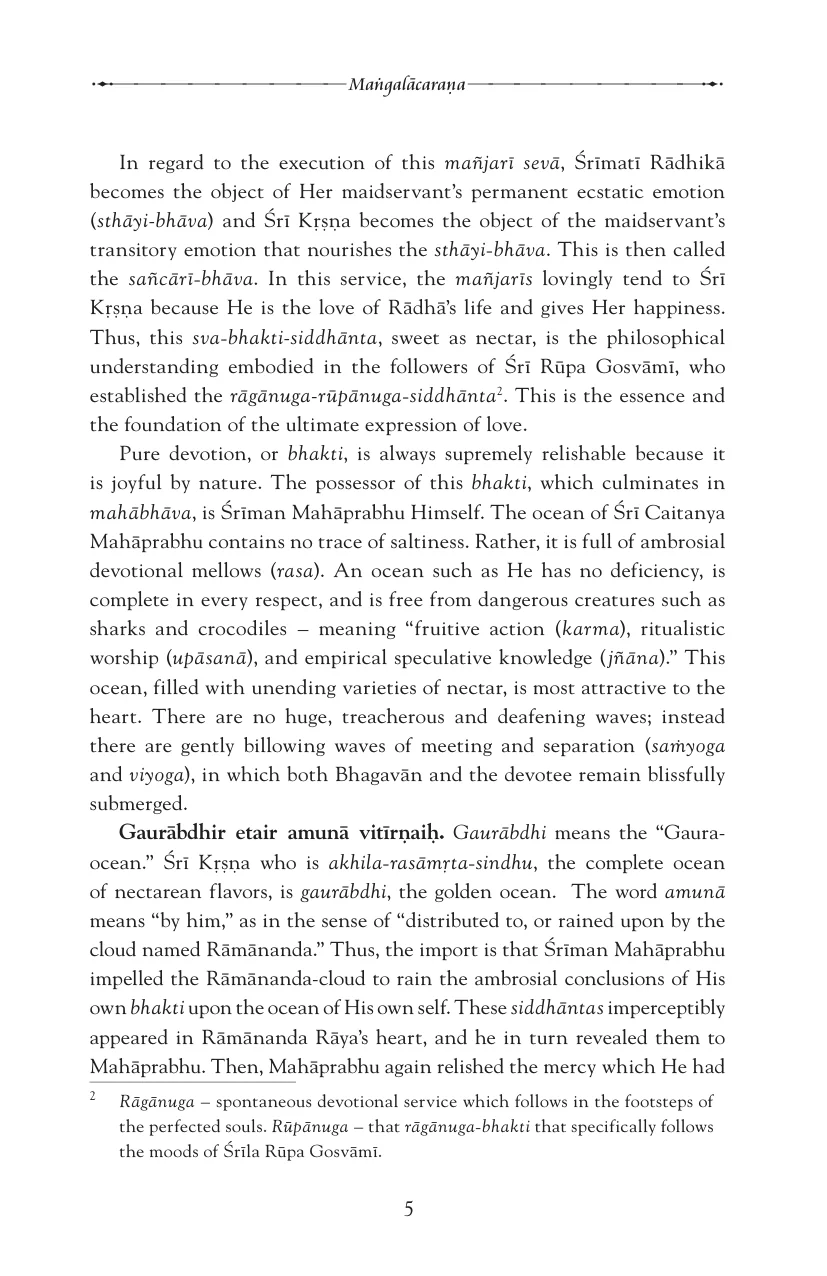 Maṅgalācaraṇa
In regard to the execution of this mañjarī sevā, Śrīmatī Rādhikā
becomes the object of Her maidservant’s permanent ecstatic emotion
(sthāyi-bhāva) and Śrī Kṛṣṇa becomes the object of the maidservant’s
transitory emotion that nourishes the sthāyi-bhāva. This is then called
the sañcārī-bhāva. In this service, the mañjarīs lovingly tend to Śrī
Kṛṣṇa because He is the love of Rādhā’s life and gives Her happiness.
Thus, this sva-bhakti-siddhānta, sweet as nectar, is the philosophical
understanding embodied in the followers of Śrī Rūpa Gosvāmī, who
established the rāgānuga-rūpānuga-siddhānta2. This is the essence and
the foundation of the ultimate expression of love.
Pure devotion, or bhakti, is always supremely relishable because it
is joyful by nature. The possessor of this bhakti, which culminates in
mahābhāva, is Śrīman Mahāprabhu Himself. The ocean of Śrī Caitanya
Mahāprabhu contains no trace of saltiness. Rather, it is full of ambrosial
devotional mellows (rasa). An ocean such as He has no deficiency, is
complete in every respect, and is free from dangerous creatures such as
sharks and crocodiles – meaning “fruitive action (karma), ritualistic
worship (upāsanā), and empirical speculative knowledge (jñāna).” This
ocean, filled with unending varieties of nectar, is most attractive to the
heart. There are no huge, treacherous and deafening waves; instead
there are gently billowing waves of meeting and separation (saṁyoga
and viyoga), in which both Bhagavān and the devotee remain blissfully
submerged.
Gaurābdhir etair amunā vitīrṇaiḥ. Gaurābdhi means the “Gaura-
ocean.” Śrī Kṛṣṇa who is akhila-rasāmṛta-sindhu, the complete ocean
of nectarean flavors, is gaurābdhi, the golden ocean. The word amunā
means “by him,” as in the sense of “distributed to, or rained upon by the
cloud named Rāmānanda.” Thus, the import is that Śrīman Mahāprabhu
impelled the Rāmānanda-cloud to rain the ambrosial conclusions of His
own bhakti upon the ocean of His own self. These siddhāntas imperceptibly
appeared in Rāmānanda Rāya’s heart, and he in turn revealed them to
Mahāprabhu. Then, Mahāprabhu again relished the mercy which He had
2 Rāgānuga – spontaneous devotional service which follows in the footsteps of
the perfected souls. Rūpānuga – that rāgānuga-bhakti that specifically follows
the moods of Śrīla Rūpa Gosvāmī.
5